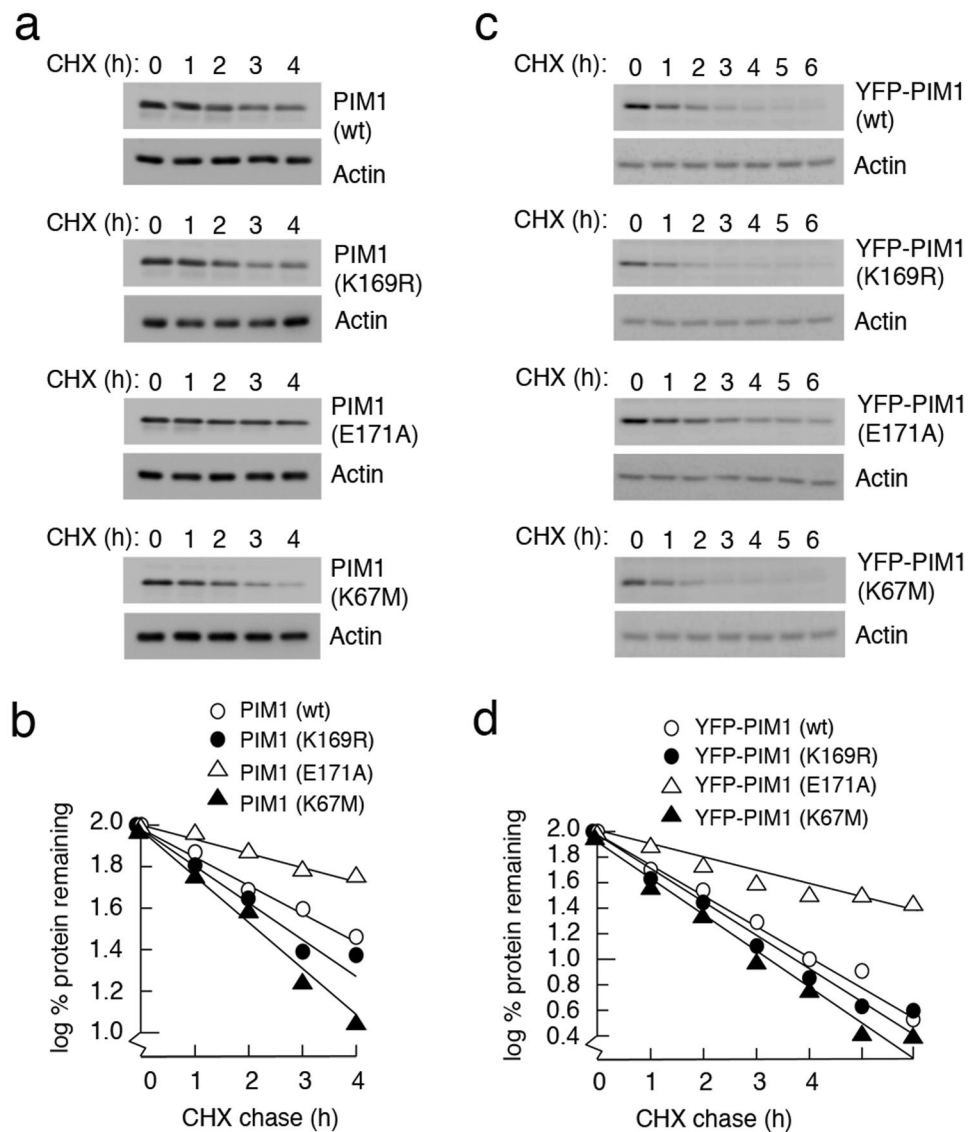 a
CHX (h): 0 1 2 3 4
PIM1
(wt)
Actin
CHX (h): 0 1 2 3 4
PIM1
(K169R)
Actin
CHX (h): 0 1 2 3 4
PIM1
(E171A)
Actin
CHX (h): 0 1 2 3 4
PIM1
(K67M)
Actin
c
CHX (h): 0 1 2 3 4 5 6
YFP-PIM1
(wt)
Actin
CHX (h): 0 1 2 3 4 5 6
YFP-PIM1
(K169R)
Actin
CHX (h): 0 1 2 3 4 5 6
YFP-PIM1
(E171A)
Actin
CHX (h): 0 1 2 3 4 5 6
YFP-PIM1
(K67M)
Actin
b
PIM1 (wt)
PIM1 (K169R)
PIM1 (E171A)
PIM1 (K67M)
log % protein remaining
2.0
1.8
1.6
1.4
1.2
1.0
0 1 2 3 4
CHX chase (h)
d
YFP-PIM1 (wt)
YFP-PIM1 (K169R)
YFP-PIM1 (E171A)
YFP-PIM1 (K67M)
log % protein remaining
2.0
1.8
1.6
1.4
1.2
1.0
0.8
0.6
0.4
0 1 2 3 4 5 6
CHX chase (h)